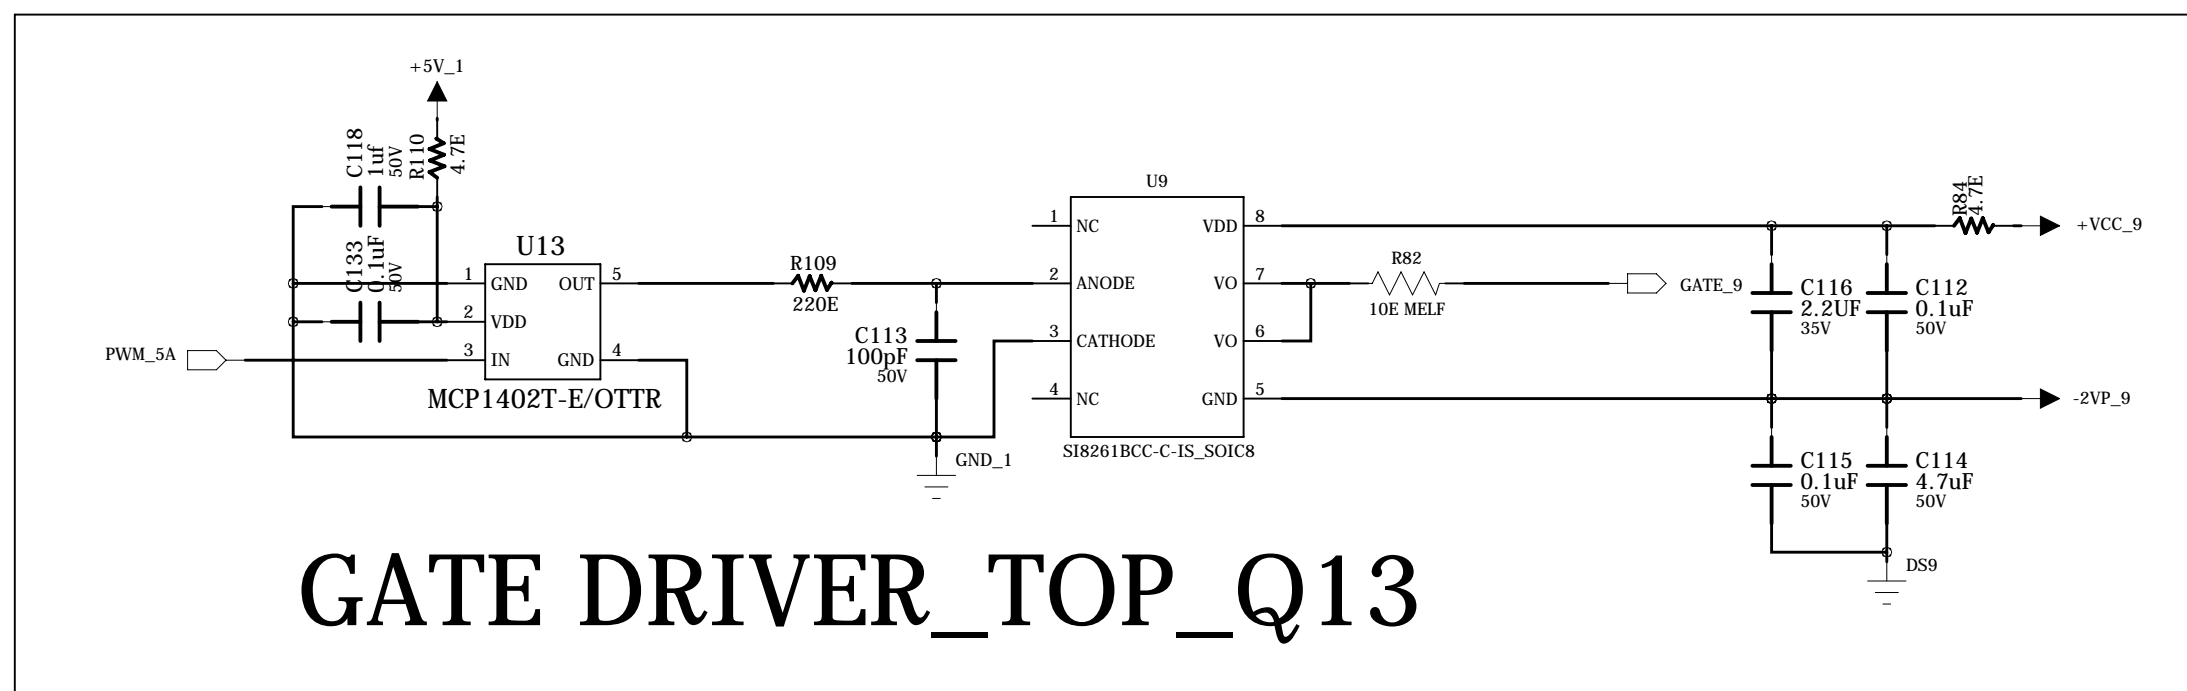 +5V_1
C118
1uf
50V
R110
4.7E
C133
0.1uF
50V
U13
1 GND OUT 5
2 VDD
3 IN GND 4
MCP1402T-E/OTTR
PWM_5A
R109
220E
C113
100pF
50V
GND_1
U9
1 NC VDD 8
2 ANODE VO 7
3 CATHODE VO 6
4 NC GND 5
SI8261BCC-C-IS_SOIC8
R82
10E MELF
GATE_9
R84
4.7E
+VCC_9
C116
2.2UF
35V
C112
0.1uF
50V
-2VP_9
C115
0.1uF
50V
C114
4.7uF
50V
DS9
GATE DRIVER_TOP_Q13